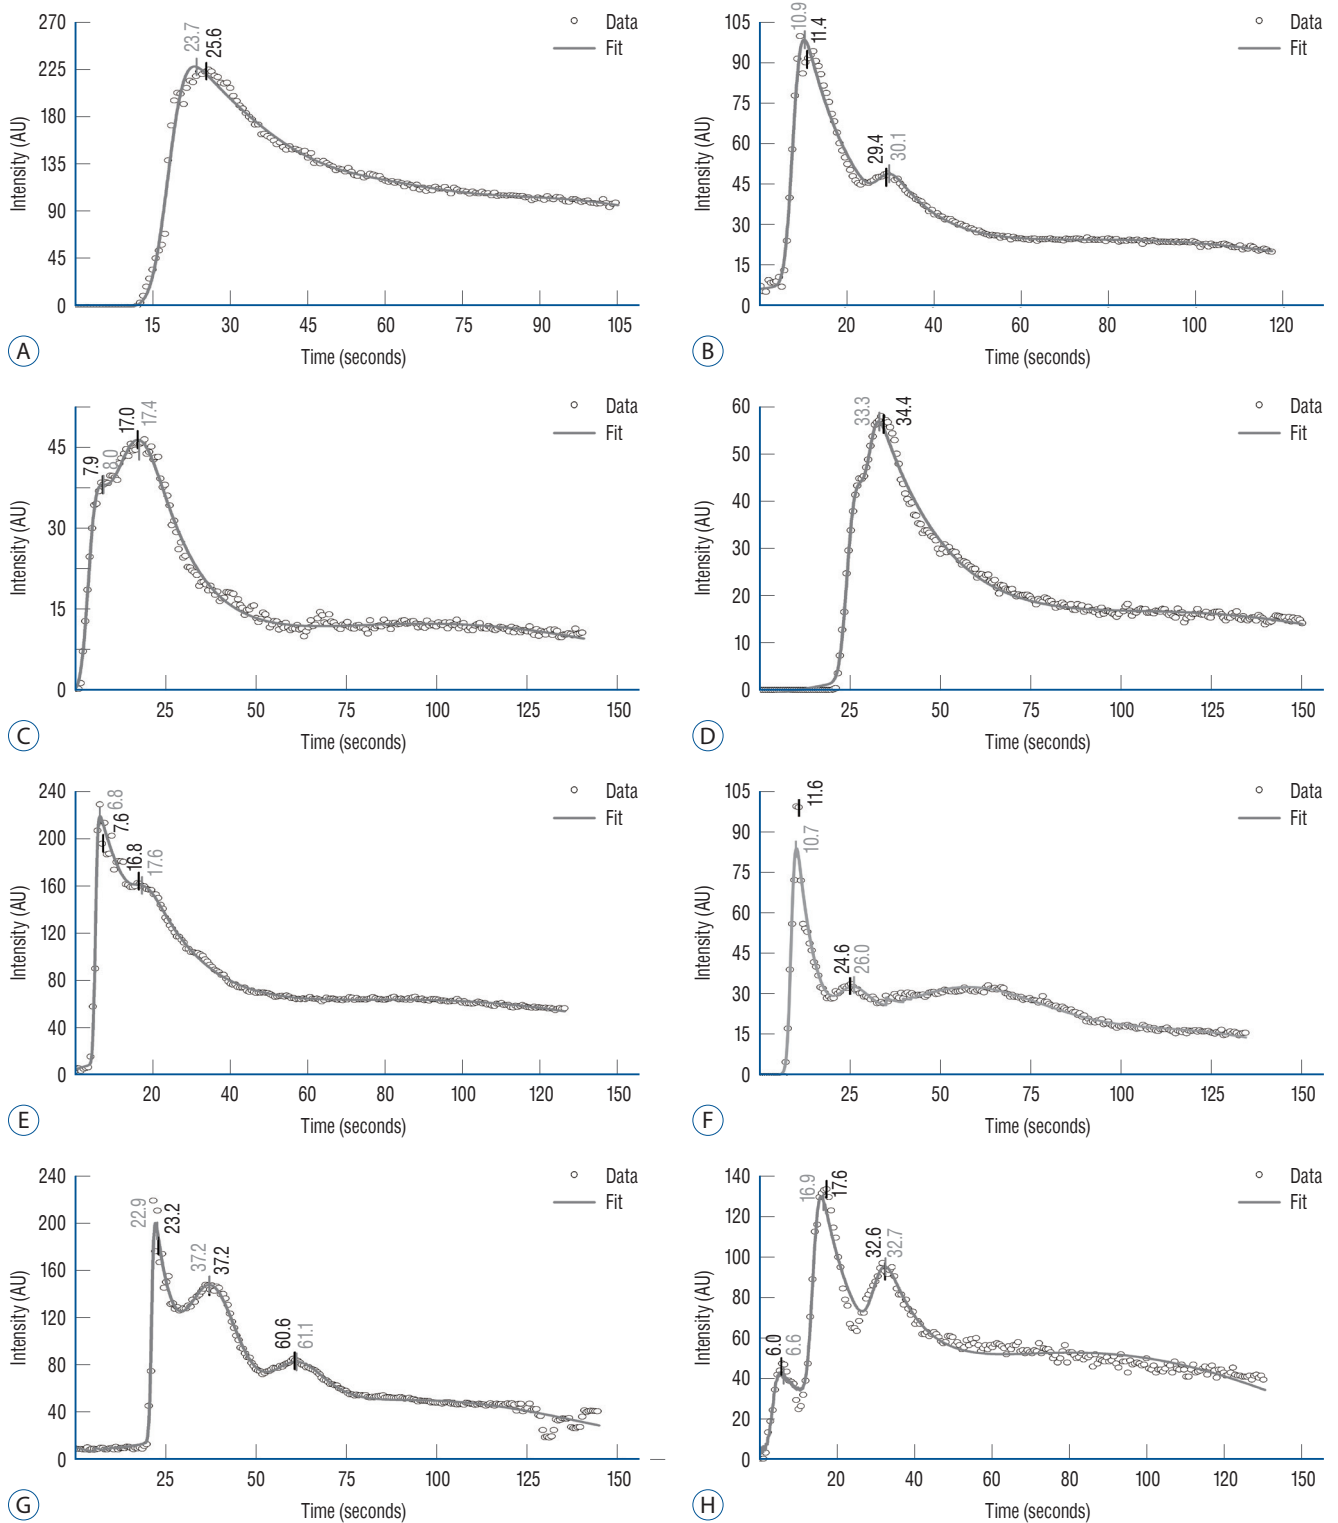 270
225
180
135
90
45
0
Intensity (AU)
23.7
25.6
Data
Fit
15 30 45 60 75 90 105
Time (seconds)
A
105
90
75
60
45
30
15
0
Intensity (AU)
10.9
11.4
29.4
30.1
Data
Fit
20 40 60 80 100 120
Time (seconds)
B
45
30
15
0
Intensity (AU)
7.9
8.0
17.0
17.4
Data
Fit
25 50 75 100 125 150
Time (seconds)
C
60
50
40
30
20
10
0
Intensity (AU)
33.3
34.4
Data
Fit
25 50 75 100 125 150
Time (seconds)
D
240
200
160
150
80
40
0
Intensity (AU)
6.8
7.6
16.8
17.6
Data
Fit
20 40 60 80 100 120 150
Time (seconds)
E
105
90
75
60
45
30
15
0
Intensity (AU)
11.6
10.7
24.6
26.0
Data
Fit
25 50 75 100 125 150
Time (seconds)
F
240
200
160
120
80
40
0
Intensity (AU)
22.9
23.2
37.2
37.2
60.6
61.1
Data
Fit
25 50 75 100 125 150
Time (seconds)
G
140
120
100
80
60
40
20
0
Intensity (AU)
6.0
6.6
16.9
17.6
32.6
32.7
Data
Fit
20 40 60 80 100 120 150
Time (seconds)
H